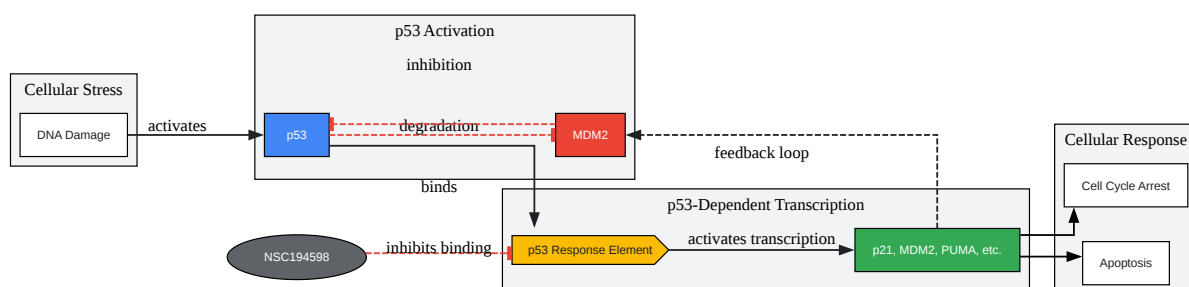 p53 Activation
inhibition
Cellular Stress
DNA Damage
activates
p53
degradation
MDM2
feedback loop
Cellular Response
Cell Cycle Arrest
Apoptosis
binds
p53-Dependent Transcription
NSC194598
inhibits binding
p53 Response Element
activates transcription
p21, MDM2, PUMA, etc.